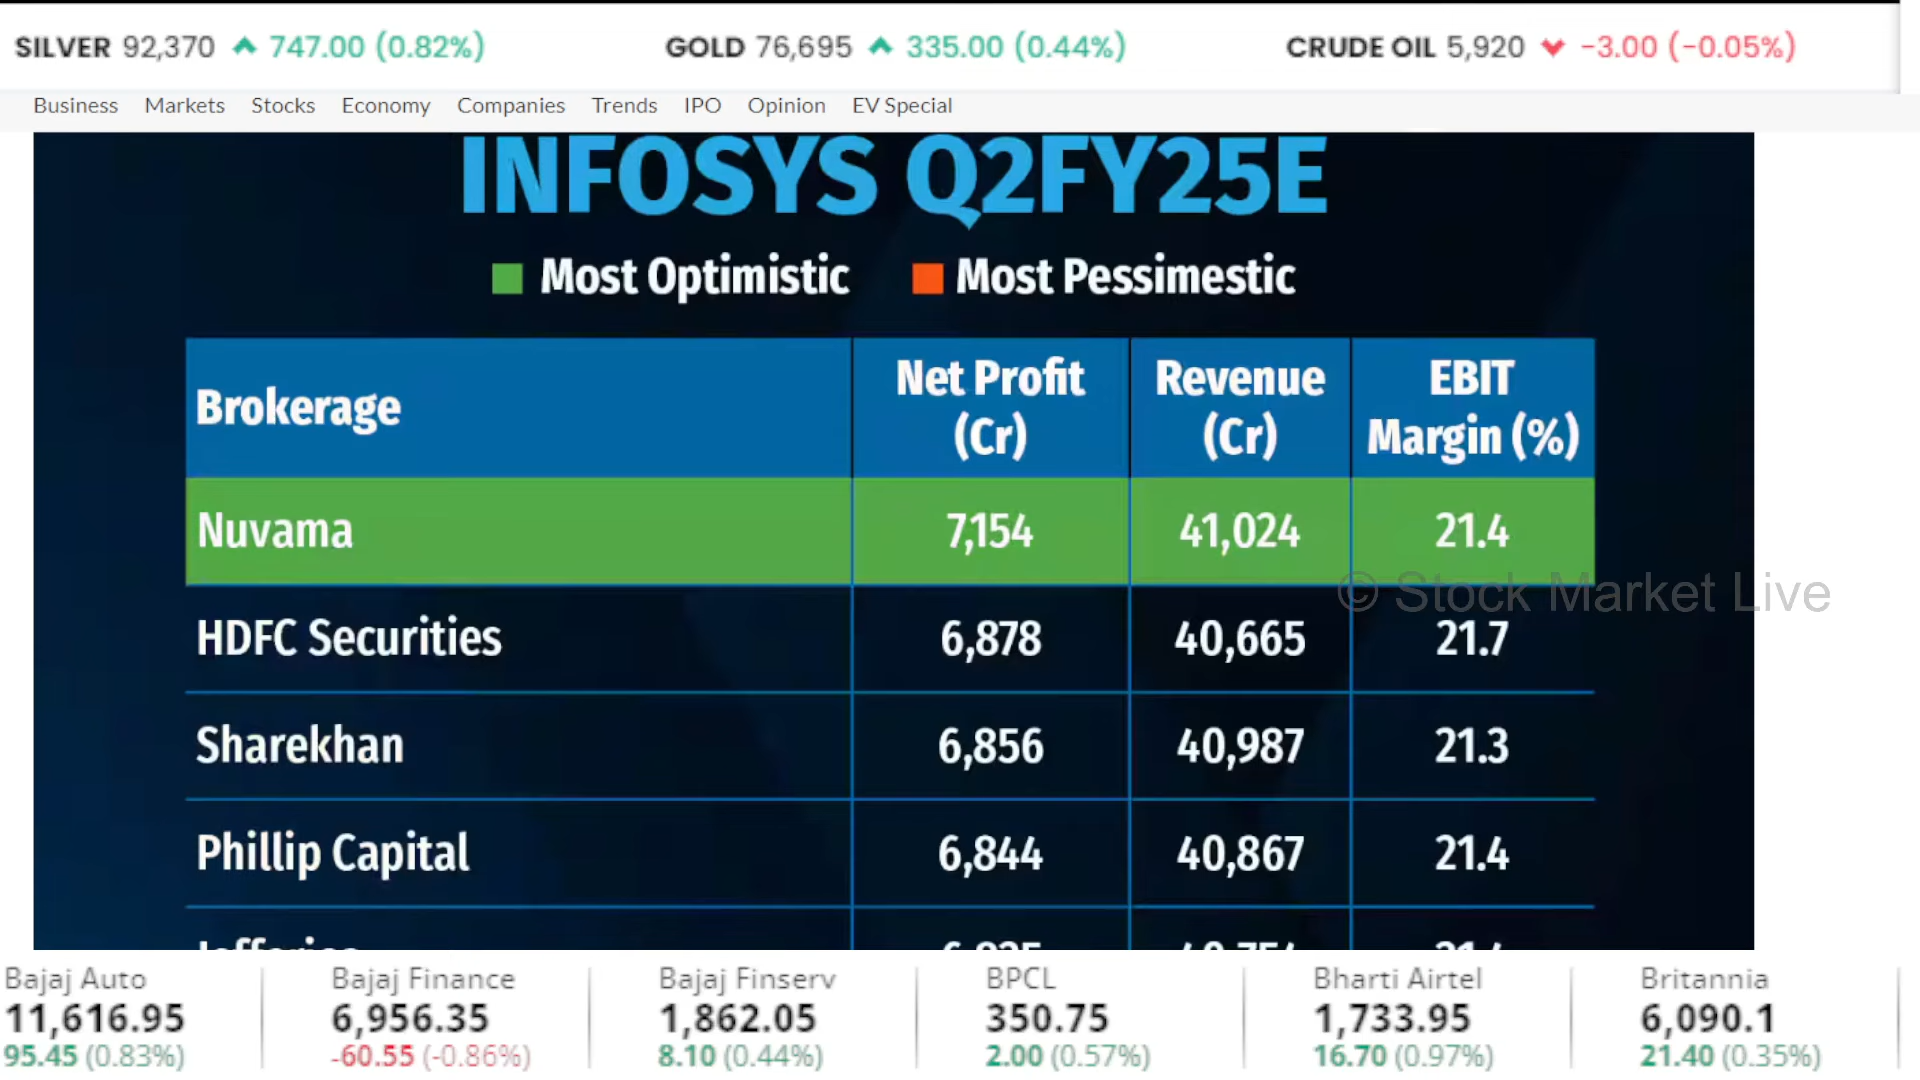 SILVER 92,370 747.00 (0.82%) GOLD 76,695 335.00 (0.44%) CRUDE OIL 5,920 -3.00 (-0.05%)
Business Markets Stocks Economy Companies Trends IPO Opinion EV Special
INFOSYS Q2FY25E
Most Optimistic Most Pessimestic
Brokerage Net Profit (Cr) Revenue (Cr) EBIT Margin (%)
Nuvama 7,154 41,024 21.4
© Stock Market Live
HDFC Securities 6,878 40,665 21.7
Sharekhan 6,856 40,987 21.3
Phillip Capital 6,844 40,867 21.4
Bajaj Auto Bajaj Finance Bajaj Finserv BPCL Bharti Airtel Britannia
11,616.95 6,956.35 1,862.05 350.75 1,733.95 6,090.1
95.45 (0.83%) -60.55 (-0.86%) 8.10 (0.44%) 2.00 (0.57%) 16.70 (0.97%) 21.40 (0.35%)